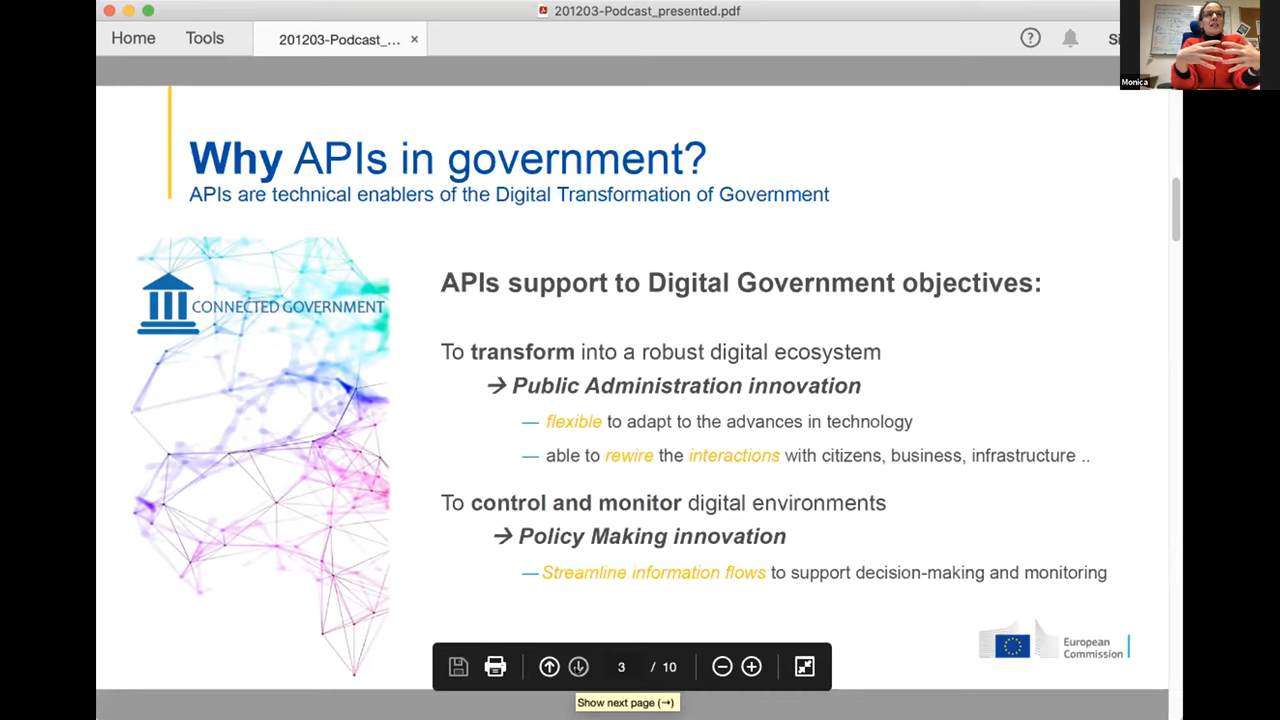 201203-Podcast_presented.pdf
Home Tools 201203-Podcast_... × ? Si
Monica
Why APIs in government?
APIs are technical enablers of the Digital Transformation of Government
CONNECTED GOVERNMENT
APIs support to Digital Government objectives:
To transform into a robust digital ecosystem
→ Public Administration innovation
— flexible to adapt to the advances in technology
— able to rewire the interactions with citizens, business, infrastructure ..
To control and monitor digital environments
→ Policy Making innovation
— Streamline information flows to support decision-making and monitoring
European
Commission
3 / 10
Show next page (→)